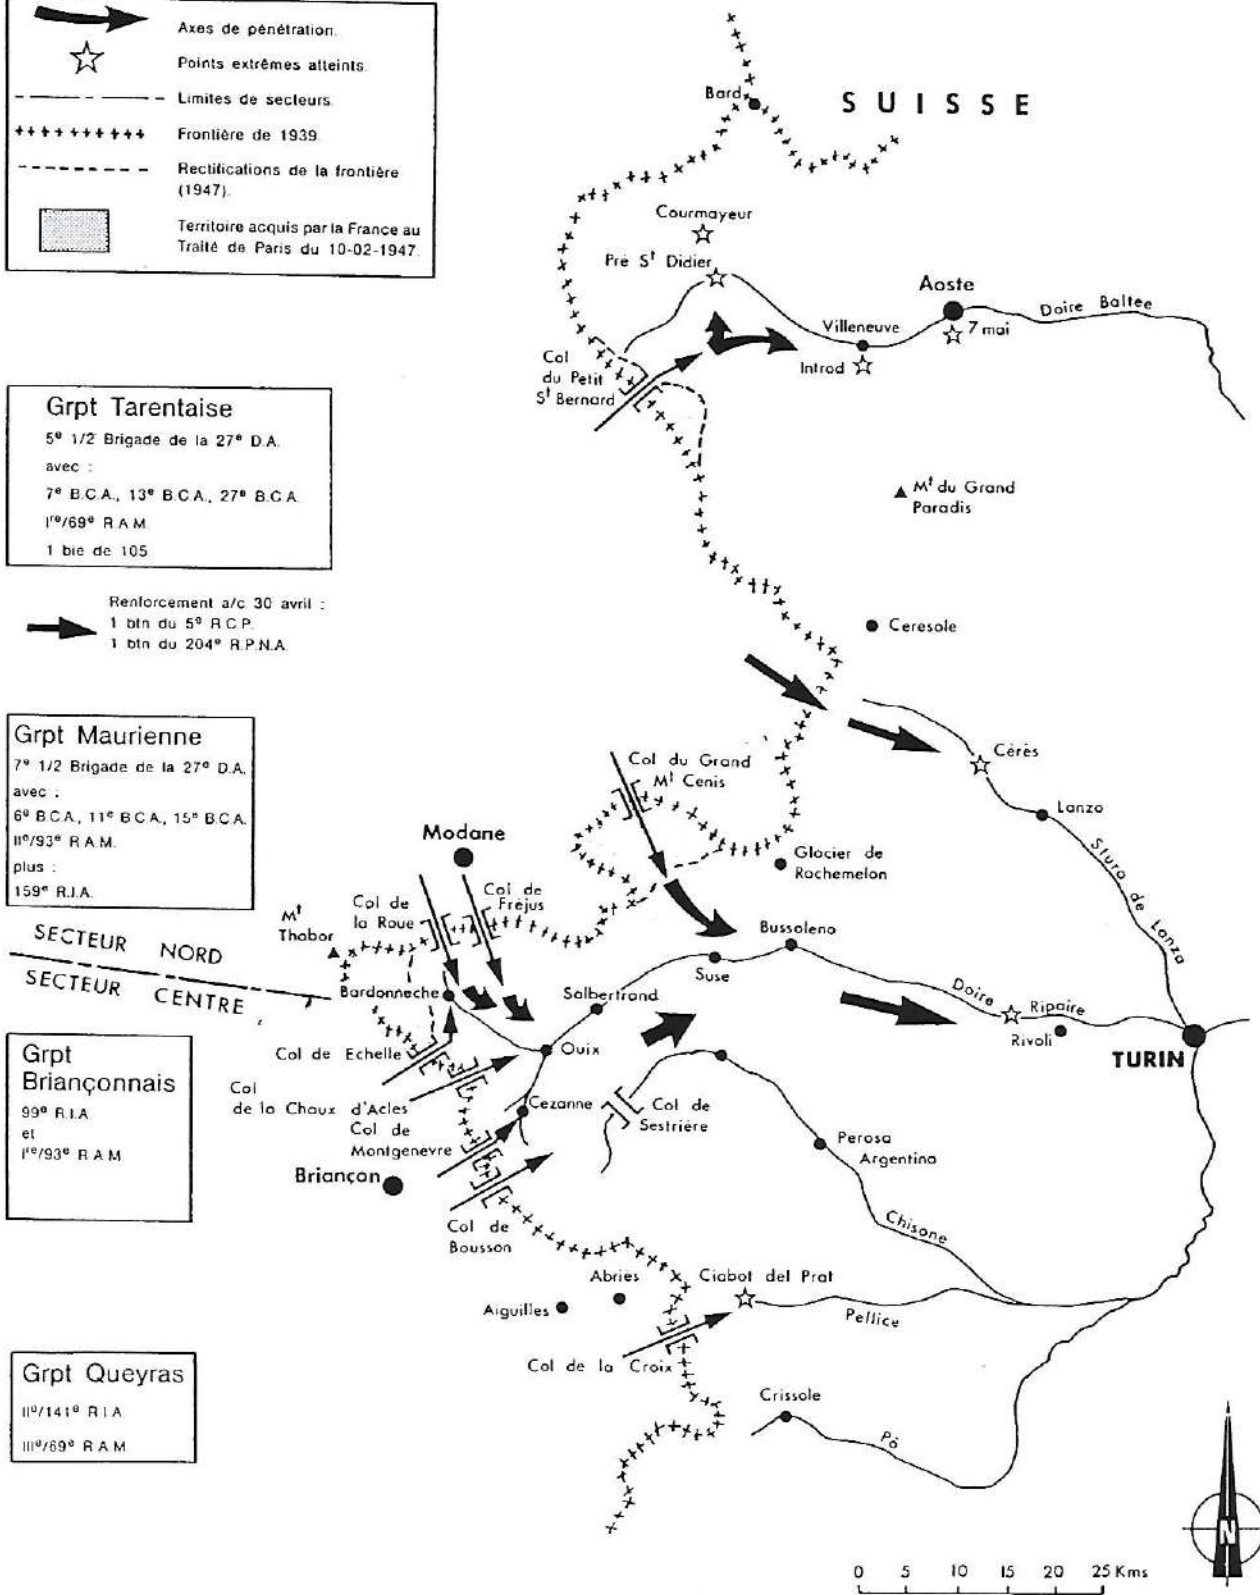 Axes de pénétration.
Points extrêmes atteints.
Limites de secteurs.
Frontière de 1939.
Rectifications de la frontière
(1947).
Territoire acquis par la France au
Traité de Paris du 10-02-1947.
Grpt Tarentaise
5e 1/2 Brigade de la 27e D.A.
avec :
7e B.C.A., 13e B.C.A., 27e B.C.A.
Ire/69e R.A.M.
1 bie de 105
Renforcement a/c 30 avril :
1 btn du 5e R.C.P.
1 btn du 204e R.P.N.A.
Grpt Maurienne
7e 1/2 Brigade de la 27e D.A.
avec :
6e B.C.A., 11e B.C.A., 15e B.C.A.
IIe/93e R.A.M.
plus :
159e R.I.A.
SECTEUR NORD
SECTEUR CENTRE
Grpt
Briançonnais
99e R.I.A.
et
Ire/93e R A M
Grpt Queyras
IIe/141e R I A
IIIe/69e R A M
SUISSE
Bard
Courmayeur
Pré St Didier
Aoste
7 mai
Doire Baltee
Villeneuve
Introd
Col
du Petit
St Bernard
Mt du Grand
Paradis
Ceresole
Cérès
Lanzo
Stura de Lanza
Col du Grand
Mt Cenis
Glacier de
Rochemelon
Modane
Col de
la Roue
Col de
Fréjus
Mt
Thabor
Bardonneche
Bussoleno
Suse
Salbertrand
Doire Ripaire
Rivoli
TURIN
Oulx
Col de Echelle
Col
de la Chaux d'Acles
Col de
Montgenevre
Cezanne
Col de
Sestrière
Briançon
Perosa
Argentina
Chisone
Col de
Bousson
Abriès
Aiguilles
Ciabot del Prat
Pellice
Col de la Croix
Crissole
Pô
N
0 5 10 15 20 25 Kms